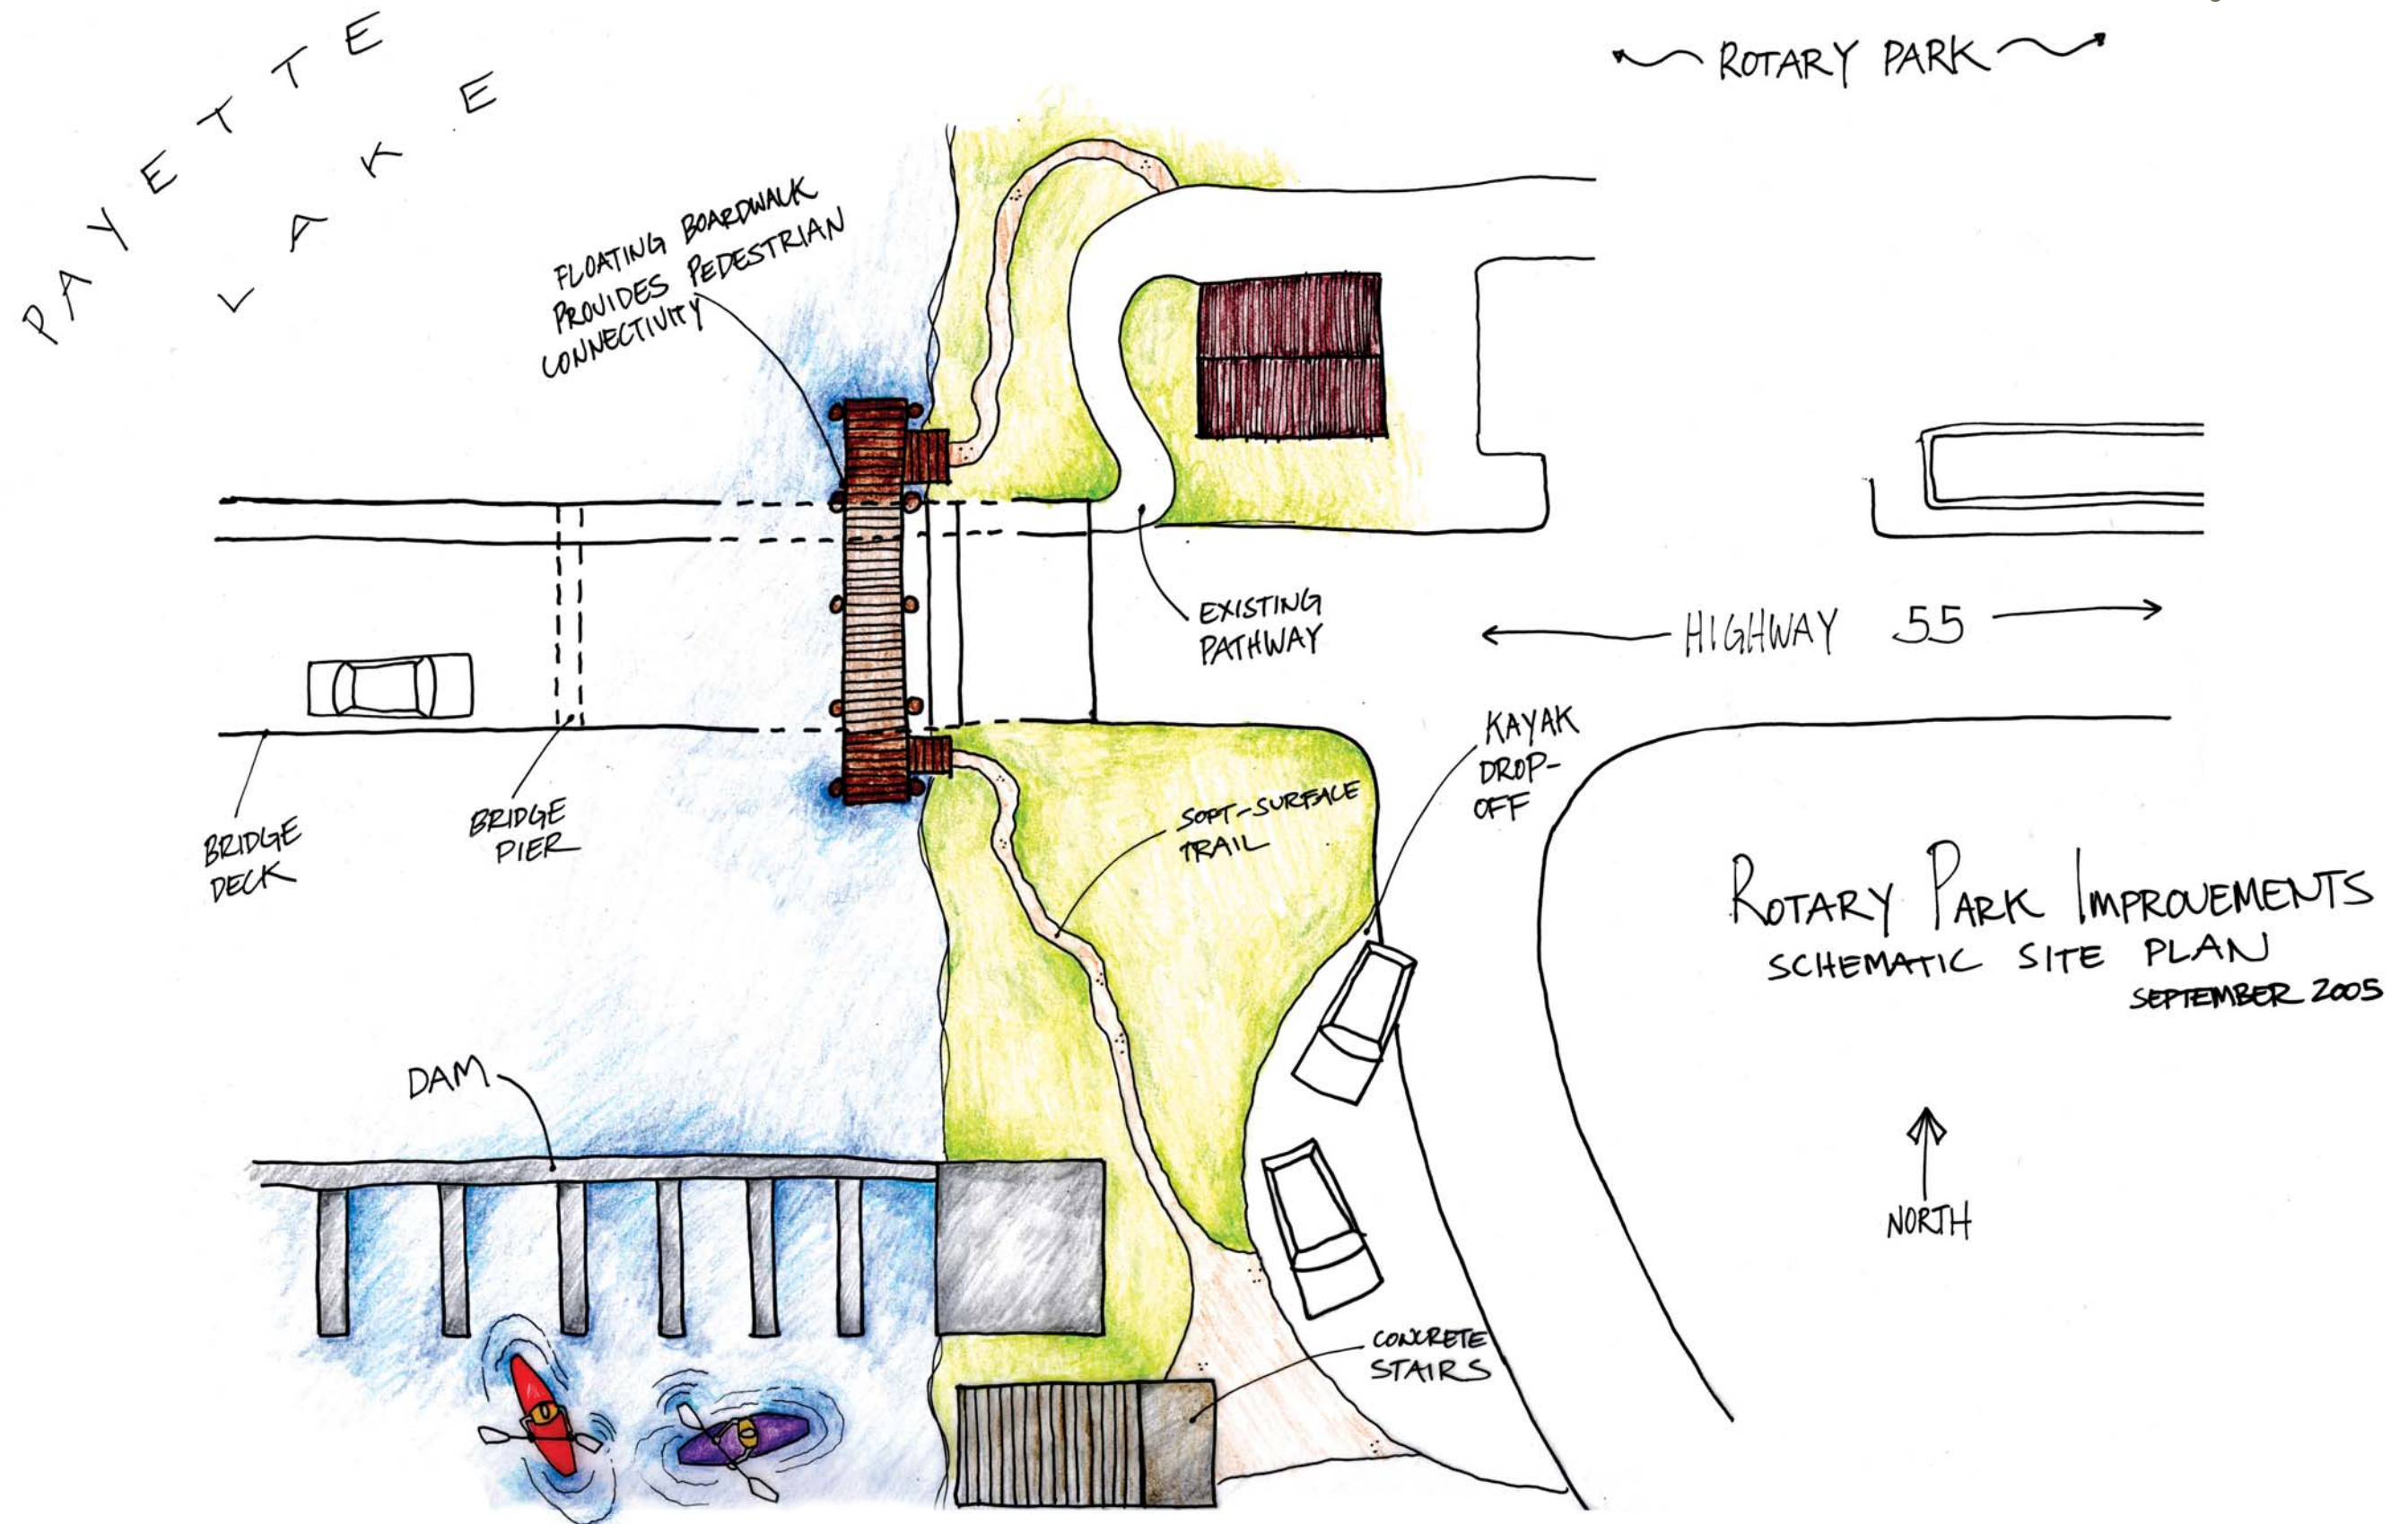 PAYETTE
LAKE
ROTARY PARK
FLOATING BOARDWALK
PROVIDES PEDESTRIAN
CONNECTIVITY
EXISTING
PATHWAY
HIGHWAY 55
KAYAK
DROP-
OFF
BRIDGE
DECK
BRIDGE
PIER
SOFT-SURFACE
TRAIL
ROTARY PARK IMPROVEMENTS
SCHEMATIC SITE PLAN
SEPTEMBER 2005
DAM
NORTH
CONCRETE
STAIRS